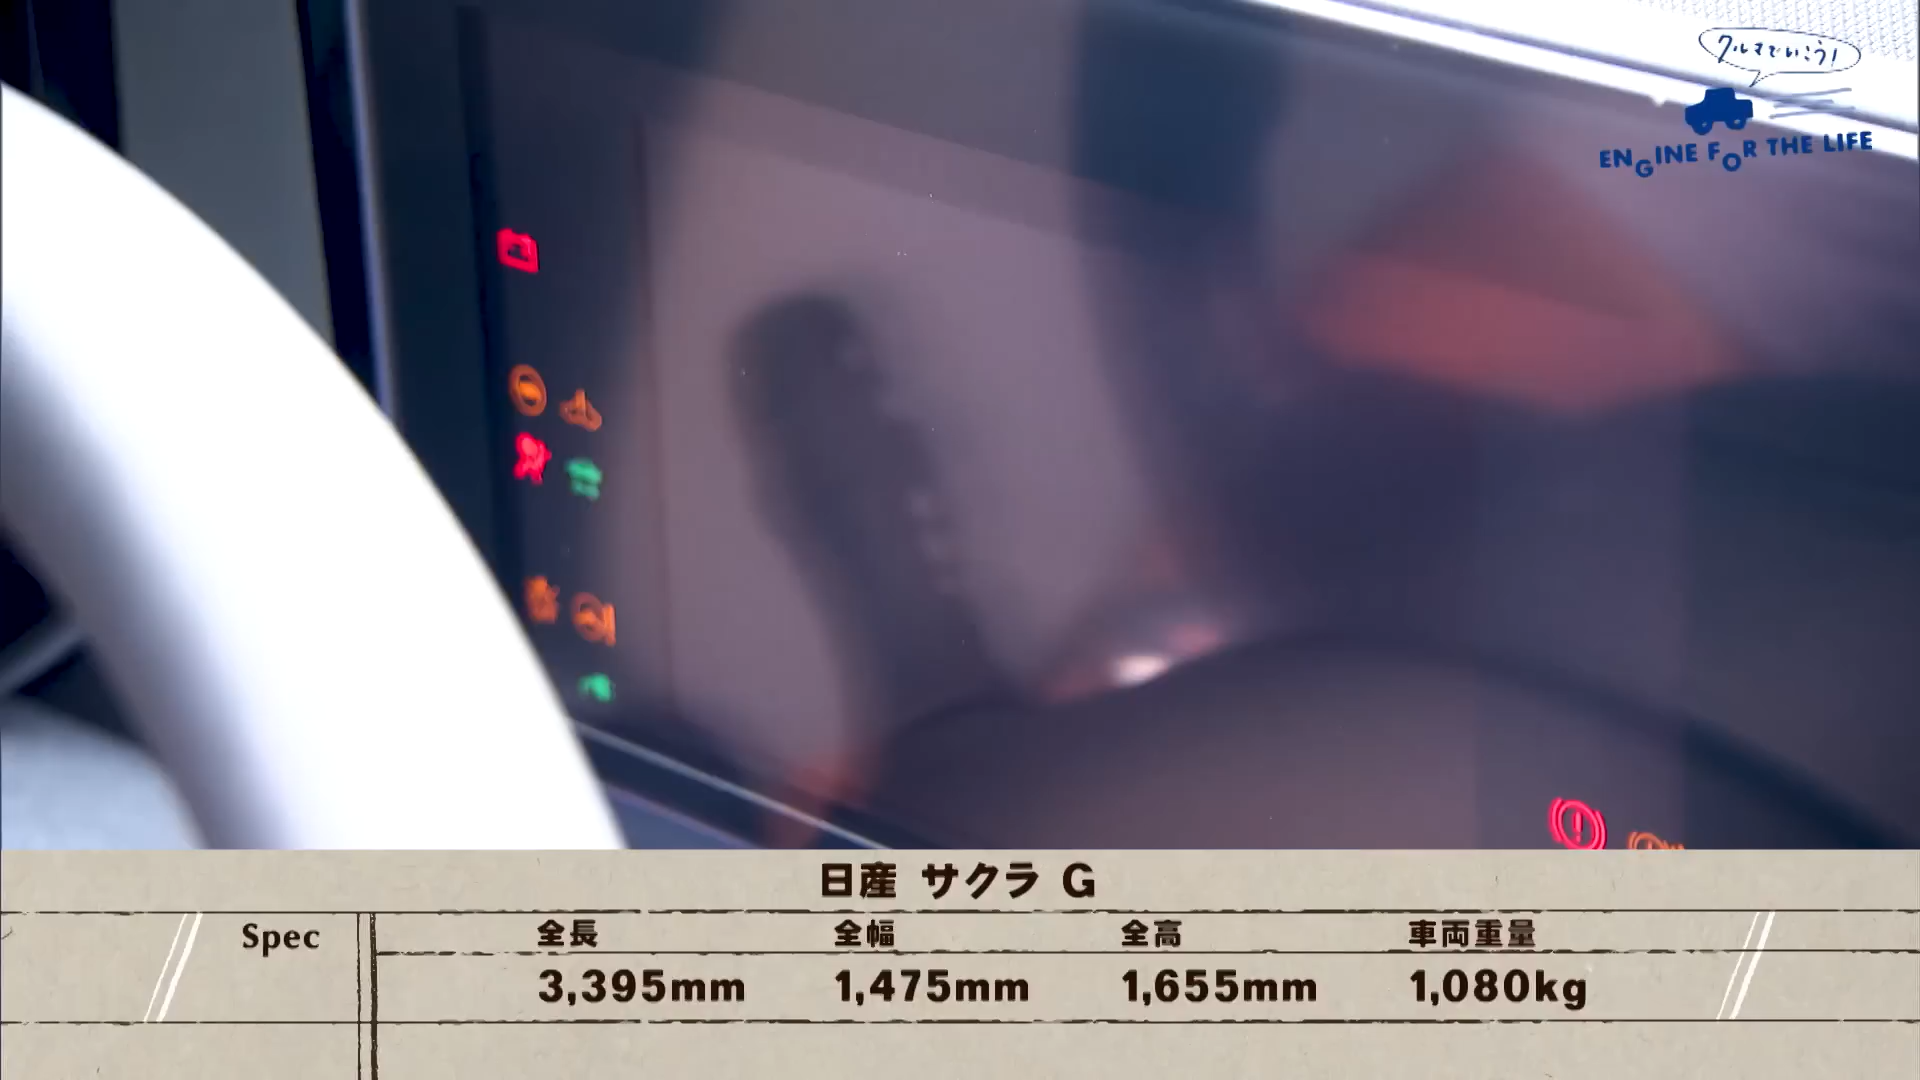 クルマでいこう!
ENGINE FOR THE LIFE
日産 サクラ G
Spec 全長 全幅 全高 車両重量
3,395mm 1,475mm 1,655mm 1,080kg